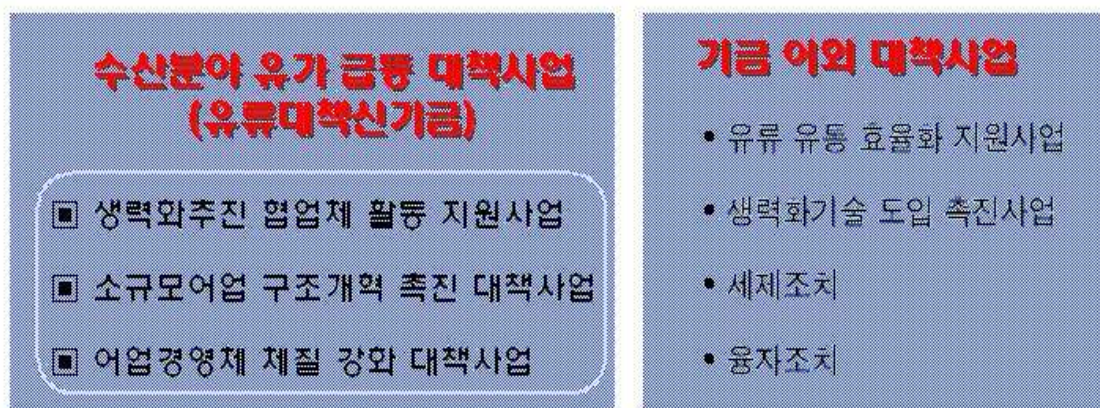 수산분야 유가 급등 대책사업
(유류대책신기금)
▣ 생력화추진 협업체 활동 지원사업
▣ 소규모어업 구조개혁 촉진 대책사업
▣ 어업경영체 체질 강화 대책사업
기금 이외 대책사업
• 유류 유통 효율화 지원사업
• 생력화기술 도입 촉진사업
• 세제조치
• 융자조치